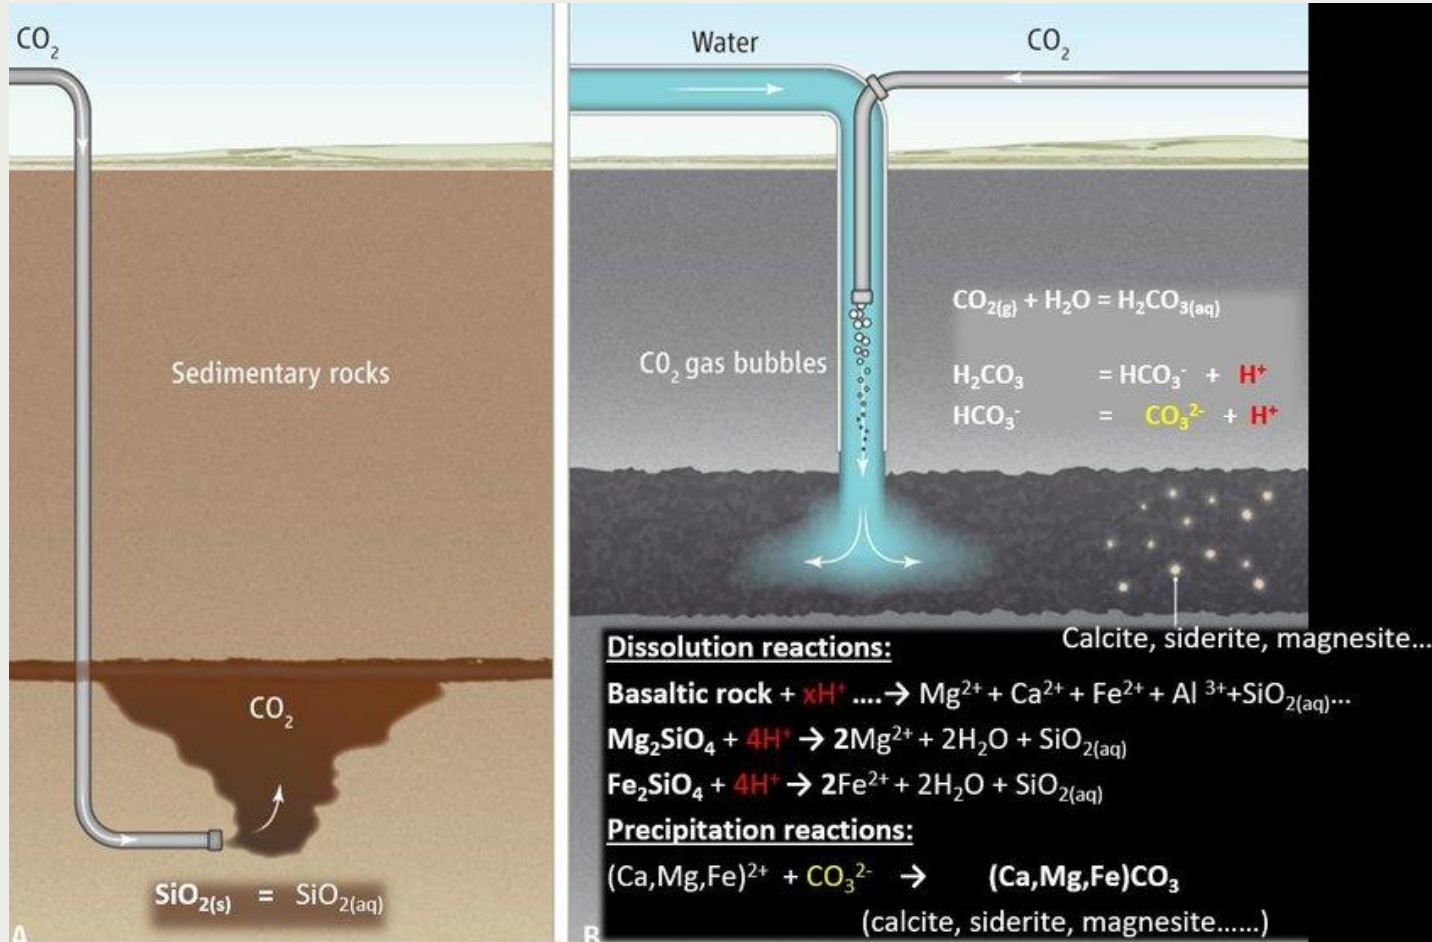 CO₂
Sedimentary rocks
CO₂
SiO₂₍ₛ₎ = SiO₂₍ₐq₎
A
Water
CO₂
CO₂ gas bubbles
CO₂₍g₎ + H₂O = H₂CO₃₍ₐq₎
H₂CO₃ = HCO₃⁻ + H⁺
HCO₃⁻ = CO₃²⁻ + H⁺
Calcite, siderite, magnesite...
Dissolution reactions:
Basaltic rock + xH⁺ ....→ Mg²⁺ + Ca²⁺ + Fe²⁺ + Al ³⁺+SiO₂₍ₐq₎...
Mg₂SiO₄ + 4H⁺ → 2Mg²⁺ + 2H₂O + SiO₂₍ₐq₎
Fe₂SiO₄ + 4H⁺ → 2Fe²⁺ + 2H₂O + SiO₂₍ₐq₎
Precipitation reactions:
(Ca,Mg,Fe)²⁺ + CO₃²⁻ → (Ca,Mg,Fe)CO₃
(calcite, siderite, magnesite......)
B